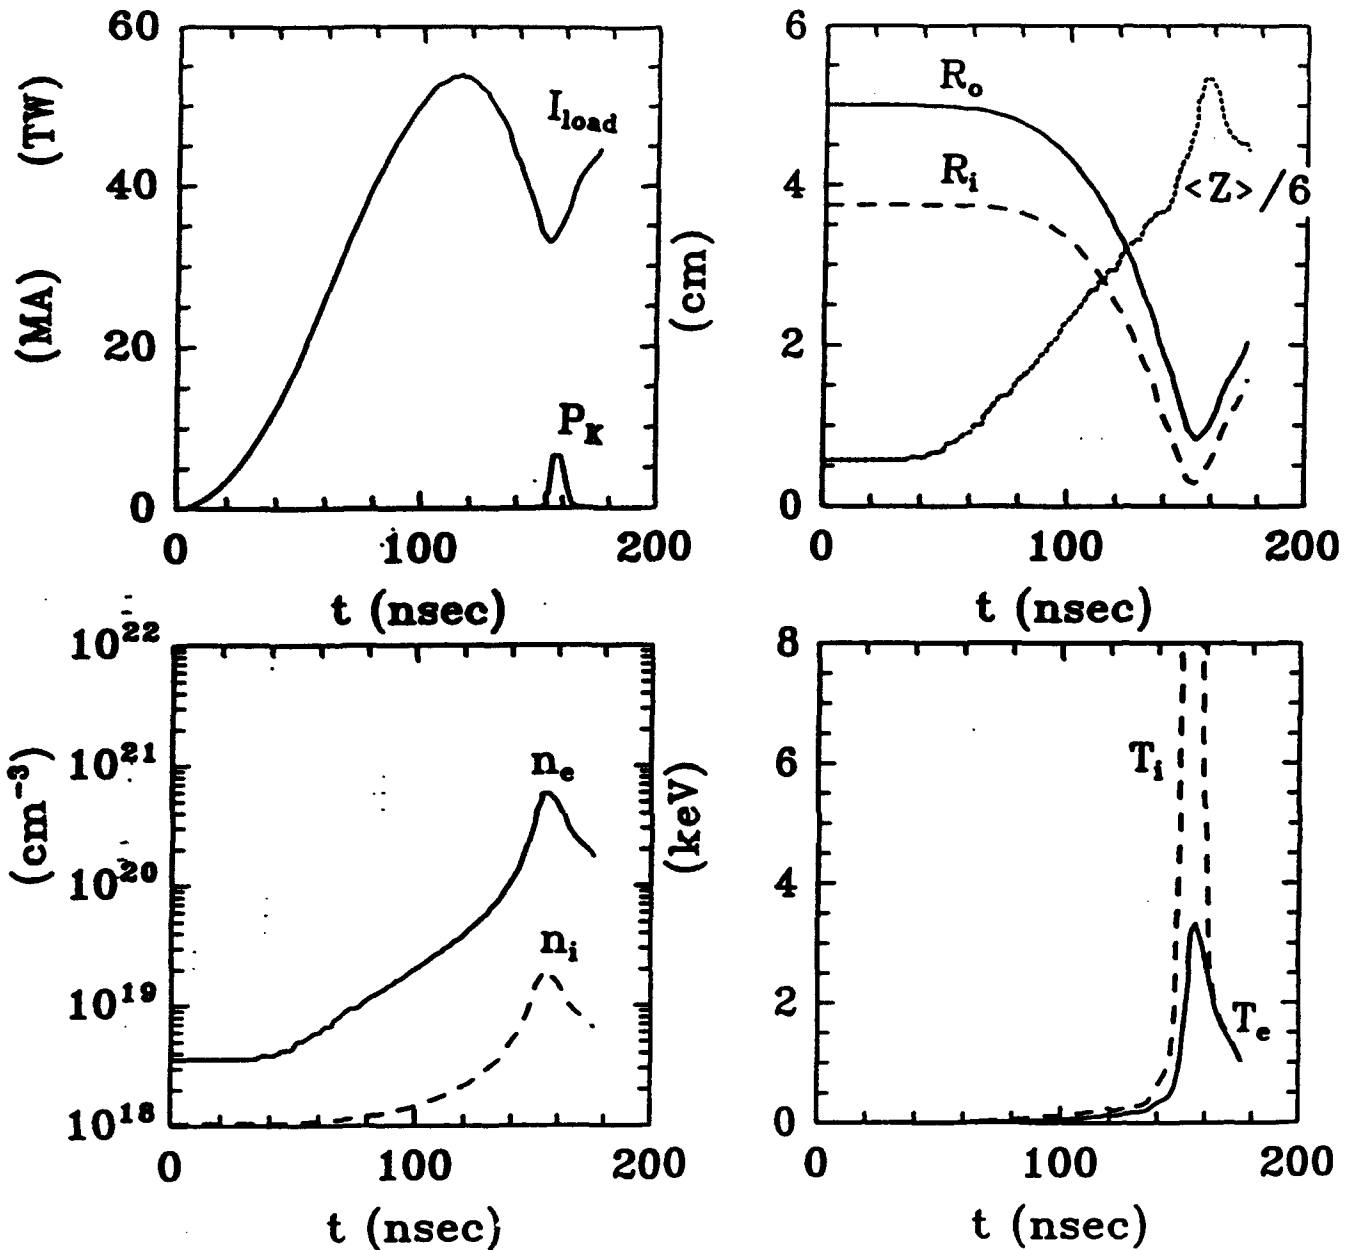 60
40
20
0
(TW)
(MA)
I_load
P_K
0 100 200
t (nsec)
6
4
2
0
(cm)
R_o
R_i
<Z>/6
0 100 200
t (nsec)
10^22
10^21
10^20
10^19
10^18
(cm^-3)
n_e
n_i
0 100 200
t (nsec)
8
6
4
2
0
(keV)
T_i
T_e
0 100 200
t (nsec)